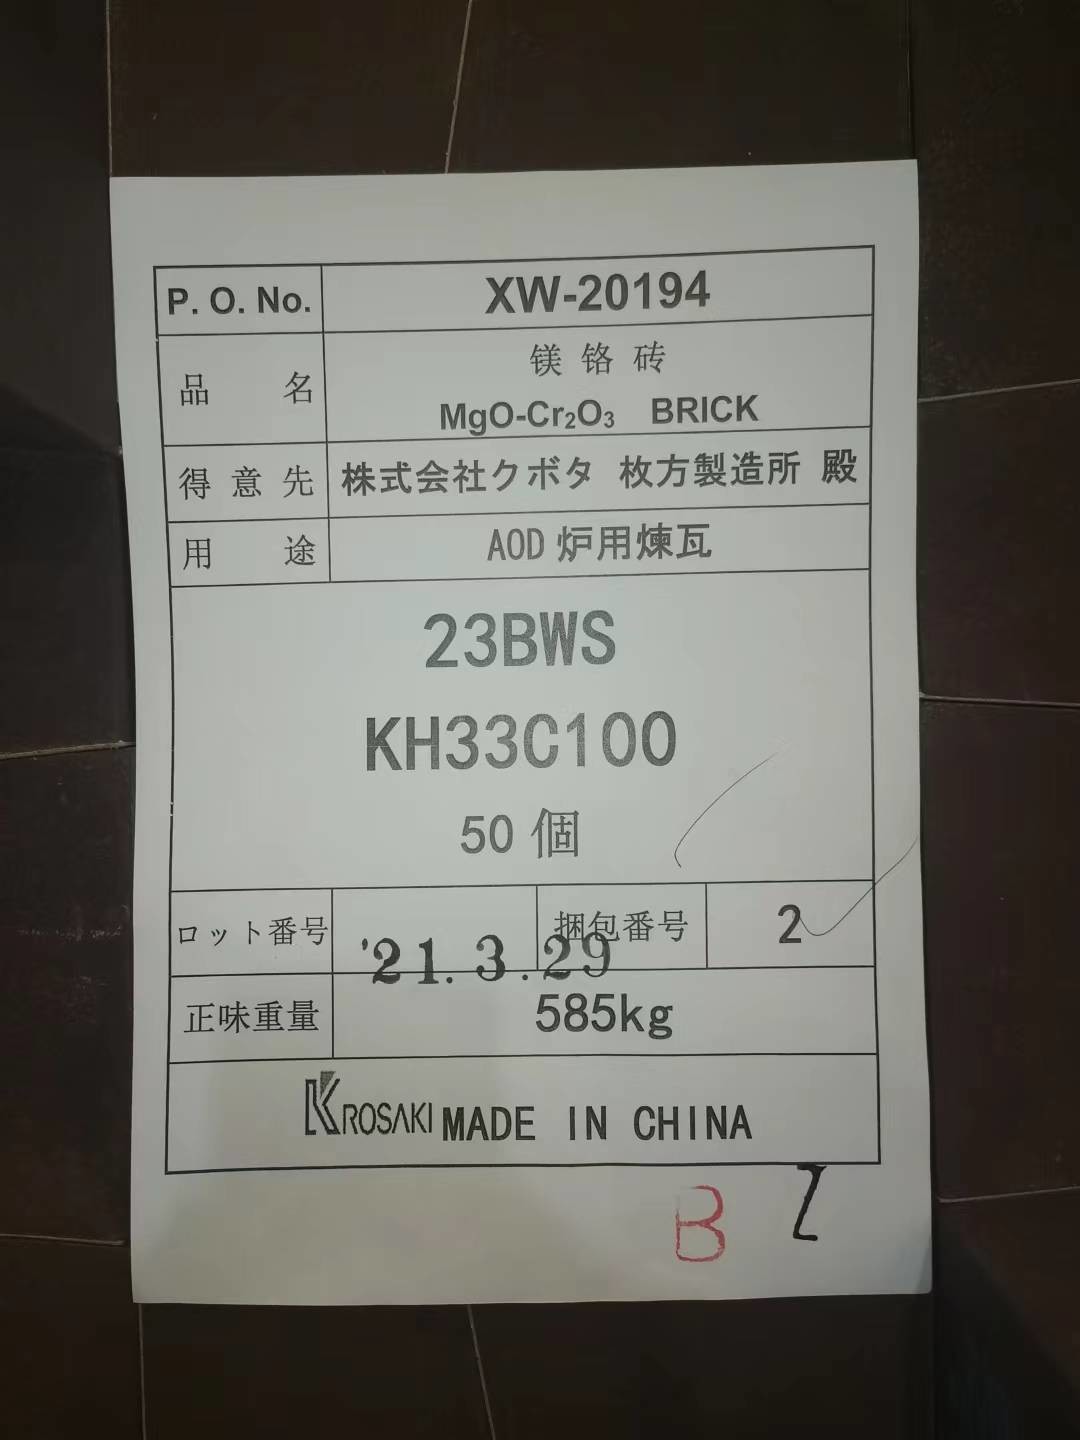 P. O. No. XW-20194
品 名 镁 铬 砖
MgO-Cr₂O₃ BRICK
得 意 先 株式会社クボタ 枚方製造所 殿
用 途 AOD 炉用煉瓦
23BWS
KH33C100
50 個
ロット番号 '21. 3. 29 捆包番号 2
正味重量 585kg
KROSAKI MADE IN CHINA
B Z